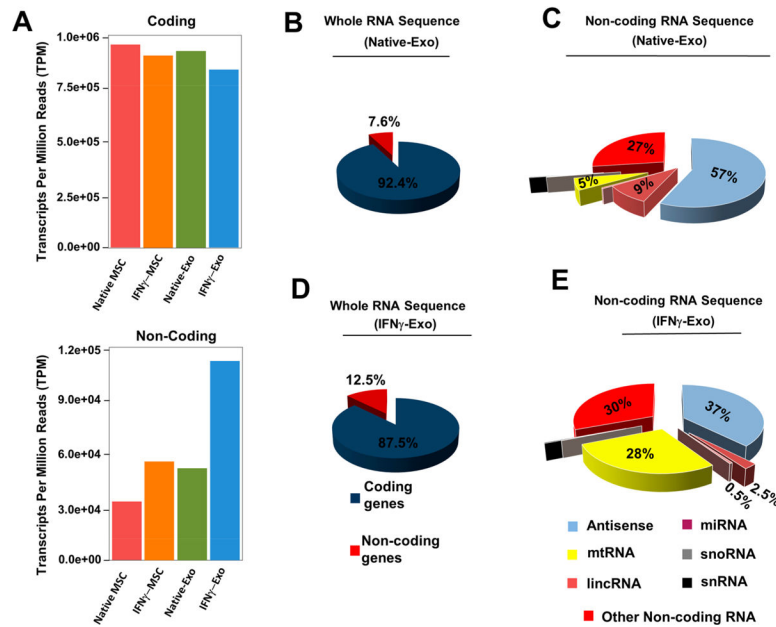 A
Coding
Transcripts Per Million Reads (TPM)
1.0e+06
7.5e+05
5.0e+05
2.5e+05
0.0e+00
Native MSC
IFNγ–MSC
Native-Exo
IFNγ–Exo
Non-Coding
Transcripts Per Million Reads (TPM)
1.2e+05
9.0e+04
6.0e+04
3.0e+04
0.0e+00
Native MSC
IFNγ–MSC
Native-Exo
IFNγ–Exo
B
Whole RNA Sequence
(Native-Exo)
7.6%
92.4%
C
Non-coding RNA Sequence
(Native-Exo)
27%
57%
5%
9%
D
Whole RNA Sequence
(IFNγ-Exo)
12.5%
87.5%
Coding
genes
Non-coding
genes
E
Non-coding RNA Sequence
(IFNγ-Exo)
30%
37%
28%
0.5%
2.5%
Antisense
miRNA
mtRNA
snoRNA
lincRNA
snRNA
Other Non-coding RNA